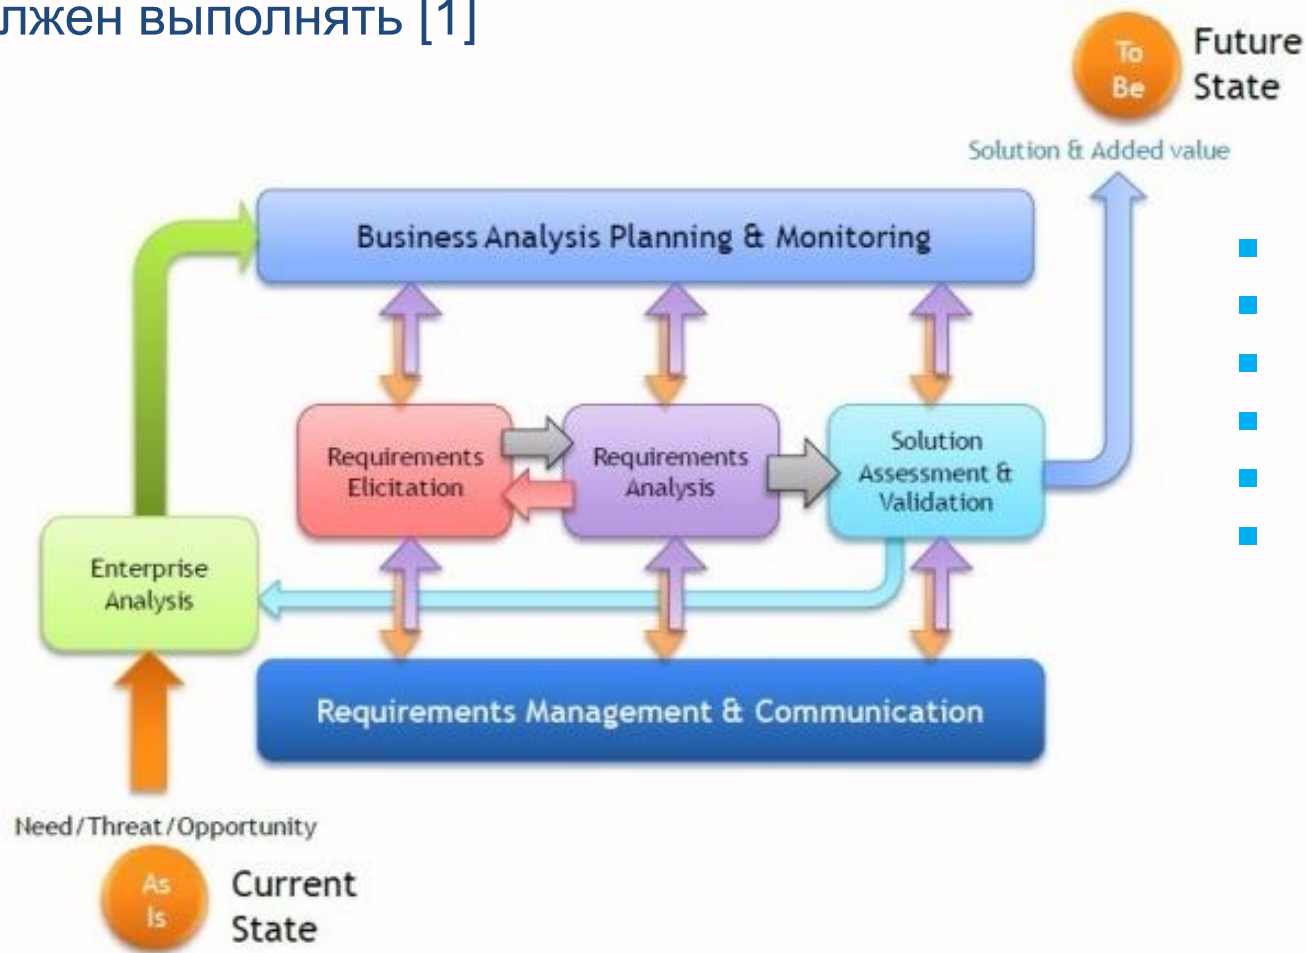 лжен выполнять [1]
To
Be
Future
State
Solution & Added value
Business Analysis Planning & Monitoring
Requirements
Elicitation
Requirements
Analysis
Solution
Assessment &
Validation
Enterprise
Analysis
Requirements Management & Communication
Need/Threat/Opportunity
As
Is
Current
State